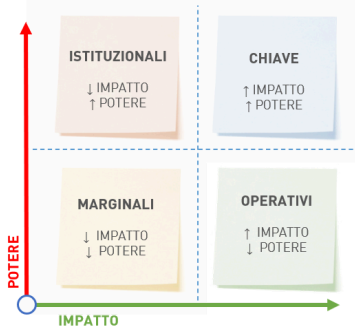 ISTITUZIONALI
↓ IMPATTO
↑ POTERE
CHIAVE
↑ IMPATTO
↑ POTERE
MARGINALI
↓ IMPATTO
↓ POTERE
OPERATIVI
↑ IMPATTO
↓ POTERE
POTERE
IMPATTO